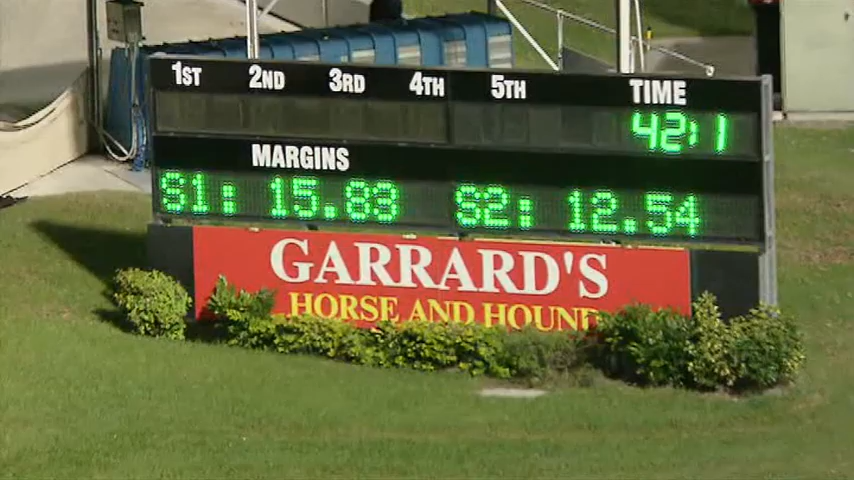 1ST 2ND 3RD 4TH 5TH TIME
42:1
MARGINS
S1: 15.83 S2: 12.54
GARRARD'S
HORSE AND HOUND